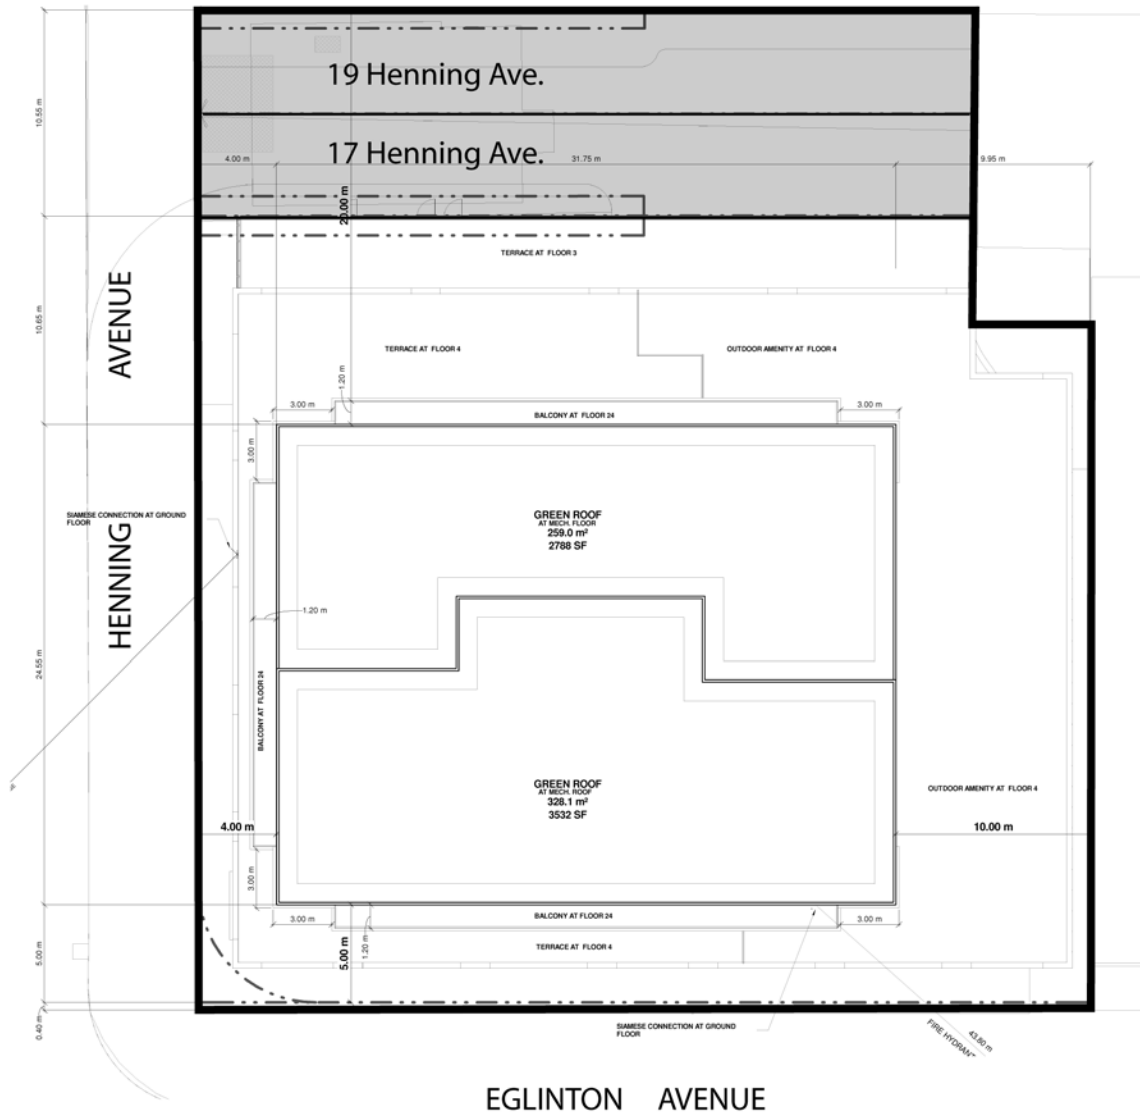 19 Henning Ave.
17 Henning Ave.
10.55 m
4.00 m
31.75 m
9.95 m
20.00 m
TERRACE AT FLOOR 3
AVENUE
10.65 m
TERRACE AT FLOOR 4
OUTDOOR AMENITY AT FLOOR 4
1.20 m
3.00 m
BALCONY AT FLOOR 24
3.00 m
3.00 m
SIAMESE CONNECTION AT GROUND
FLOOR
GREEN ROOF
AT MECH. FLOOR
259.0 m²
2788 SF
HENNING
1.20 m
24.55 m
BALCONY AT FLOOR 24
GREEN ROOF
AT MECH. ROOF
328.1 m²
3532 SF
OUTDOOR AMENITY AT FLOOR 4
4.00 m
10.00 m
3.00 m
3.00 m
BALCONY AT FLOOR 24
3.00 m
1.20 m
5.00 m
TERRACE AT FLOOR 4
5.00 m
0.40 m
SIAMESE CONNECTION AT GROUND
FLOOR
FIRE HYDRANT
43.80 m
EGLINTON AVENUE